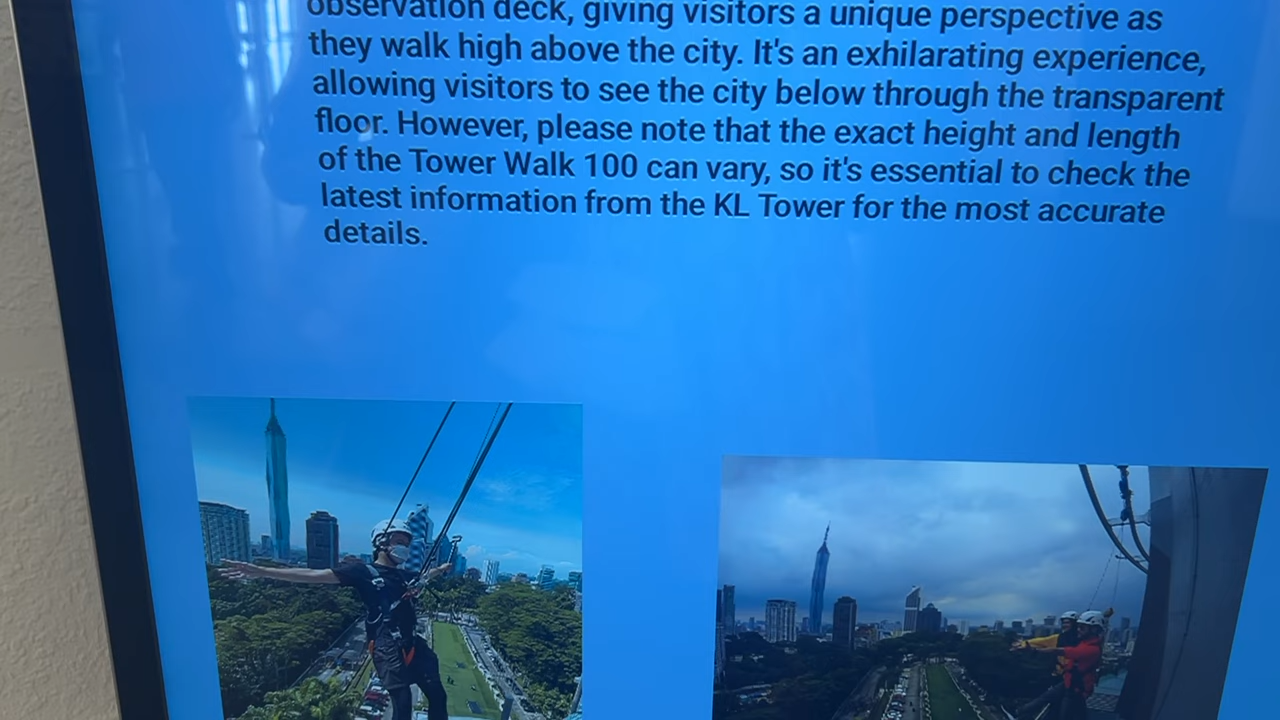 observation deck, giving visitors a unique perspective as
they walk high above the city. It's an exhilarating experience,
allowing visitors to see the city below through the transparent
floor. However, please note that the exact height and length
of the Tower Walk 100 can vary, so it's essential to check the
latest information from the KL Tower for the most accurate
details.